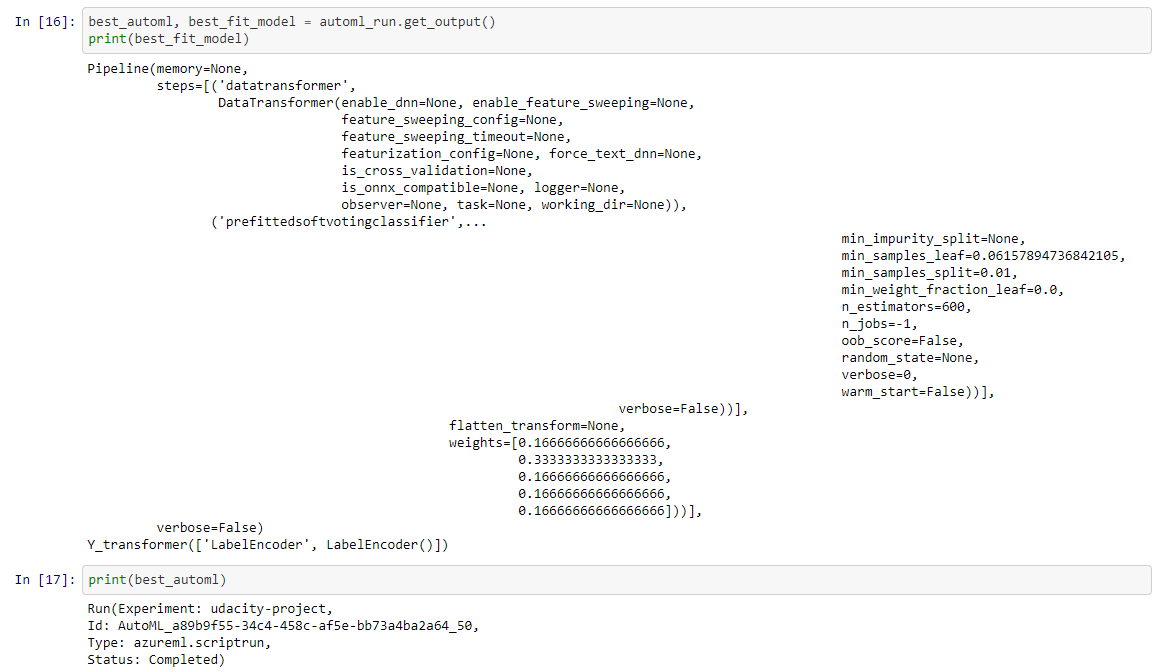 In [16]: best_automl, best_fit_model = automl_run.get_output()
print(best_fit_model)
Pipeline(memory=None,
steps=[('datatransformer',
DataTransformer(enable_dnn=None, enable_feature_sweeping=None,
feature_sweeping_config=None,
feature_sweeping_timeout=None,
featurization_config=None, force_text_dnn=None,
is_cross_validation=None,
is_onnx_compatible=None, logger=None,
observer=None, task=None, working_dir=None)),
('prefittedsoftvotingclassifier',...
min_impurity_split=None,
min_samples_leaf=0.06157894736842105,
min_samples_split=0.01,
min_weight_fraction_leaf=0.0,
n_estimators=600,
n_jobs=-1,
oob_score=False,
random_state=None,
verbose=0,
warm_start=False))],
verbose=False))],
flatten_transform=None,
weights=[0.16666666666666666,
0.3333333333333333,
0.16666666666666666,
0.16666666666666666,
0.16666666666666666]))],
verbose=False)
Y_transformer(['LabelEncoder', LabelEncoder()])
In [17]: print(best_automl)
Run(Experiment: udacity-project,
Id: AutoML_a89b9f55-34c4-458c-af5e-bb73a4ba2a64_50,
Type: azureml.scriptrun,
Status: Completed)